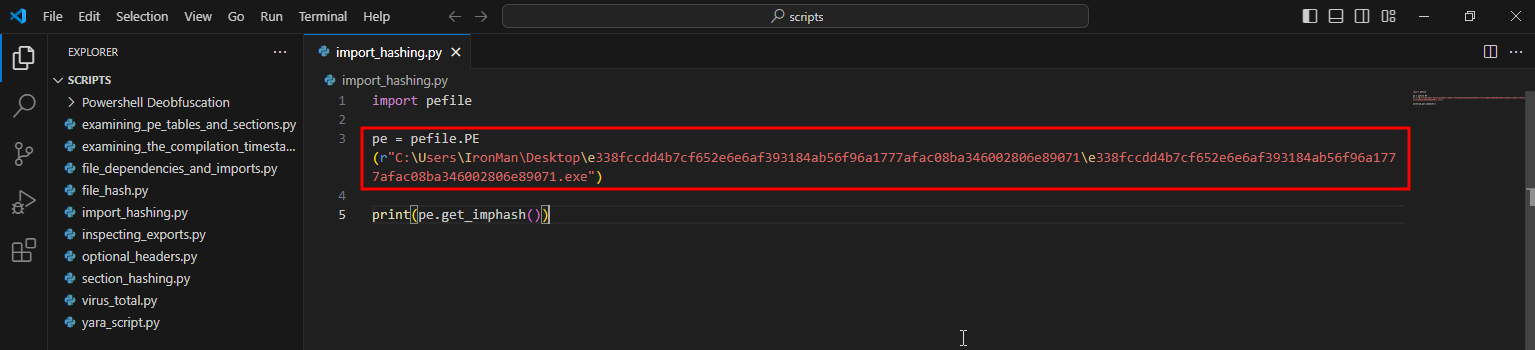 File Edit Selection View Go Run Terminal Help
scripts
EXPLORER
SCRIPTS
Powershell Deobfuscation
examining_pe_tables_and_sections.py
examining_the_compilation_timesta...
file_dependencies_and_imports.py
file_hash.py
import_hashing.py
inspecting_exports.py
optional_headers.py
section_hashing.py
virus_total.py
yara_script.py
import_hashing.py
import_hashing.py
1 import pefile
2
3 pe = pefile.PE
(r"C:\Users\IronMan\Desktop\e338fccdd4b7cf652e6e6af393184ab56f96a1777afac08ba346002806e89071\e338fccdd4b7cf652e6e6af393184ab56f96a177
7afac08ba346002806e89071.exe")
4
5 print(pe.get_imphash())